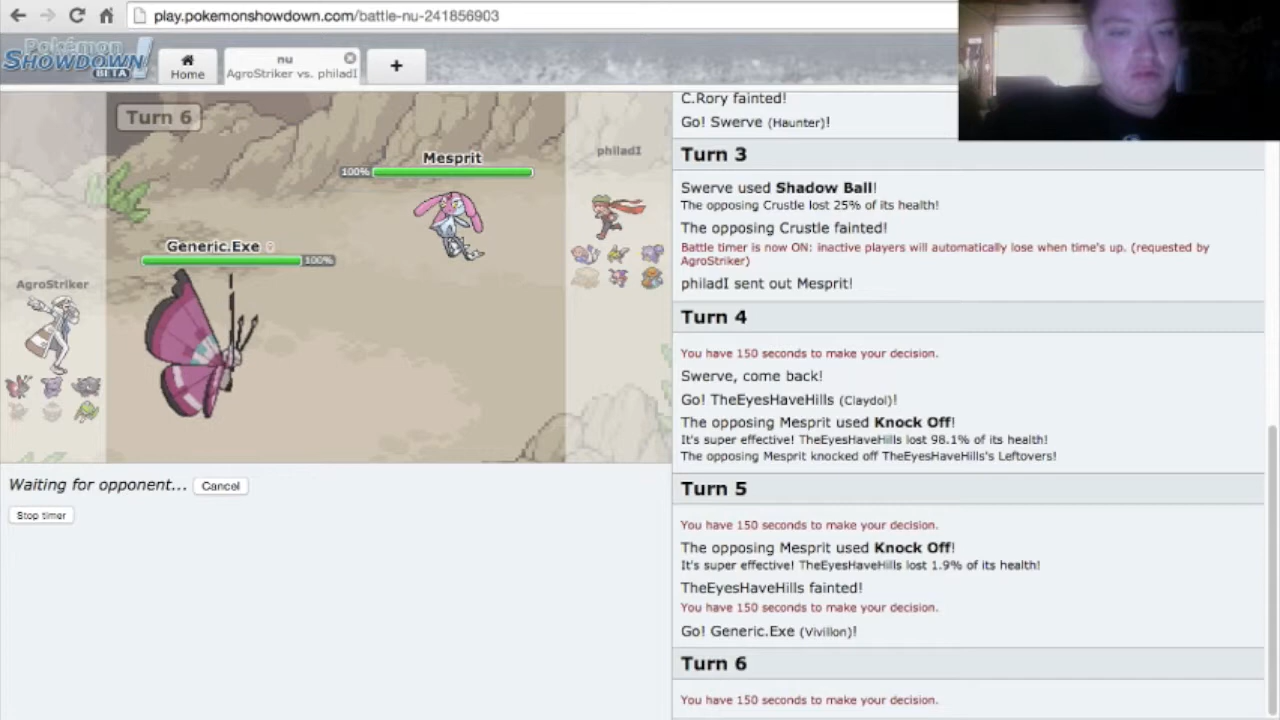 play.pokemonshowdown.com/battle-nu-241856903
Pokémon
SHOWDOWN!
BETA
Home
nu
AgroStriker vs. philadI
+
Turn 6
Mesprit
100%
philadI
Generic.Exe
100%
AgroStriker
Waiting for opponent... Cancel
Stop timer
C.Rory fainted!
Go! Swerve (Haunter)!
Turn 3
Swerve used Shadow Ball!
The opposing Crustle lost 25% of its health!
The opposing Crustle fainted!
Battle timer is now ON: inactive players will automatically lose when time's up. (requested by
AgroStriker)
philadI sent out Mesprit!
Turn 4
You have 150 seconds to make your decision.
Swerve, come back!
Go! TheEyesHaveHills (Claydol)!
The opposing Mesprit used Knock Off!
It's super effective! TheEyesHaveHills lost 98.1% of its health!
The opposing Mesprit knocked off TheEyesHaveHills's Leftovers!
Turn 5
You have 150 seconds to make your decision.
The opposing Mesprit used Knock Off!
It's super effective! TheEyesHaveHills lost 1.9% of its health!
TheEyesHaveHills fainted!
You have 150 seconds to make your decision.
Go! Generic.Exe (Vivillon)!
Turn 6
You have 150 seconds to make your decision.